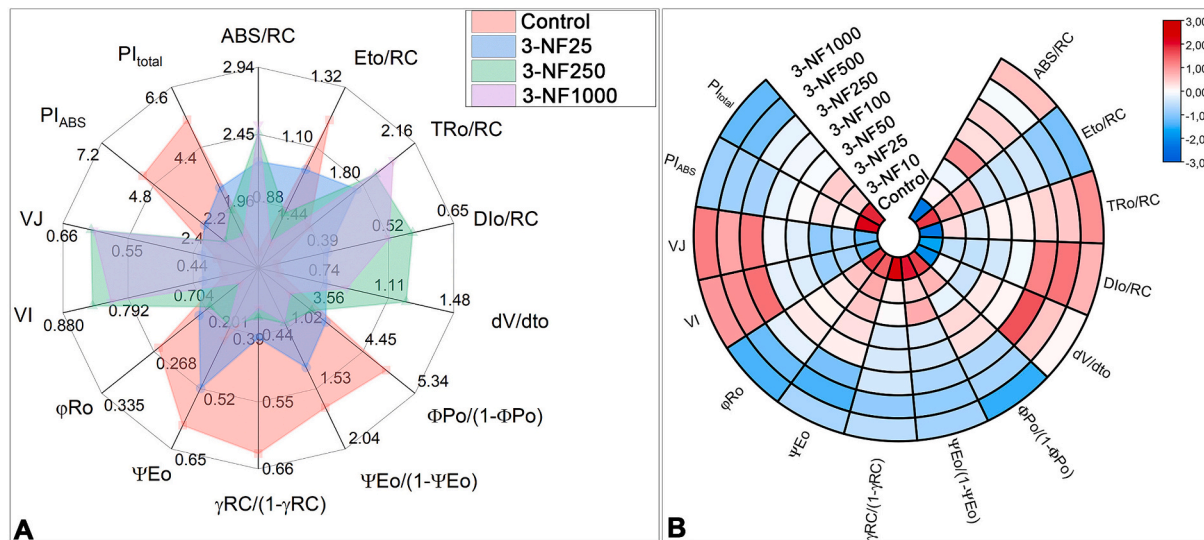 Control
3-NF25
3-NF250
3-NF1000
ABS/RC
2.94
Eto/RC
1.32
TRo/RC
2.16
DIo/RC
0.65
dV/dto
1.48
ΦPo/(1-ΦPo)
5.34
ΨEo/(1-ΨEo)
2.04
γRC/(1-γRC)
0.66
ΨEo
0.65
φRo
0.335
VI
0.880
VJ
0.66
PIABS
7.2
PItotal
6.6
2.45
1.96
1.10
0.88
1.80
1.44
0.52
0.39
1.11
0.74
4.45
3.56
1.53
1.02
0.55
0.44
0.52
0.39
0.268
0.201
0.792
0.704
0.55
0.44
4.8
2.4
4.4
2.2
A
3-NF1000
3-NF500
3-NF250
3-NF100
3-NF50
3-NF25
3-NF10
Control
ABS/RC
Eto/RC
TRo/RC
DIo/RC
dV/dto
ΦPo/(1-ΦPo)
ΨEo/(1-ΨEo)
γRC/(1-γRC)
ΨEo
φRo
VI
VJ
PIABS
PItotal
3,00
2,00
1,00
0,00
-1,0
-2,0
-3,0
B